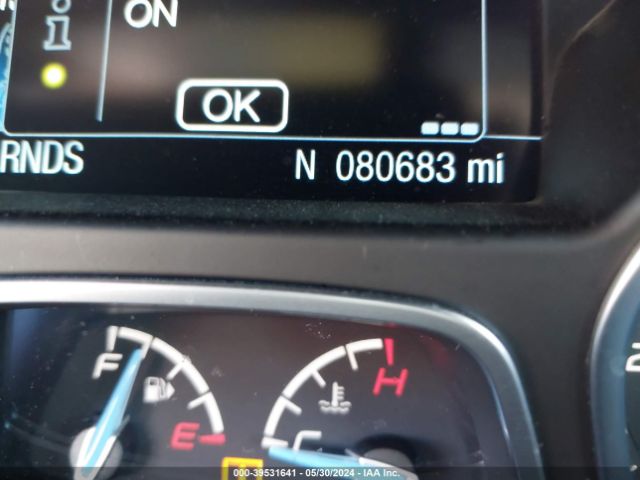 ON
OK
RNDS N 080683 mi
F H
E C
000-39531641 - 05/30/2024 - IAA Inc.